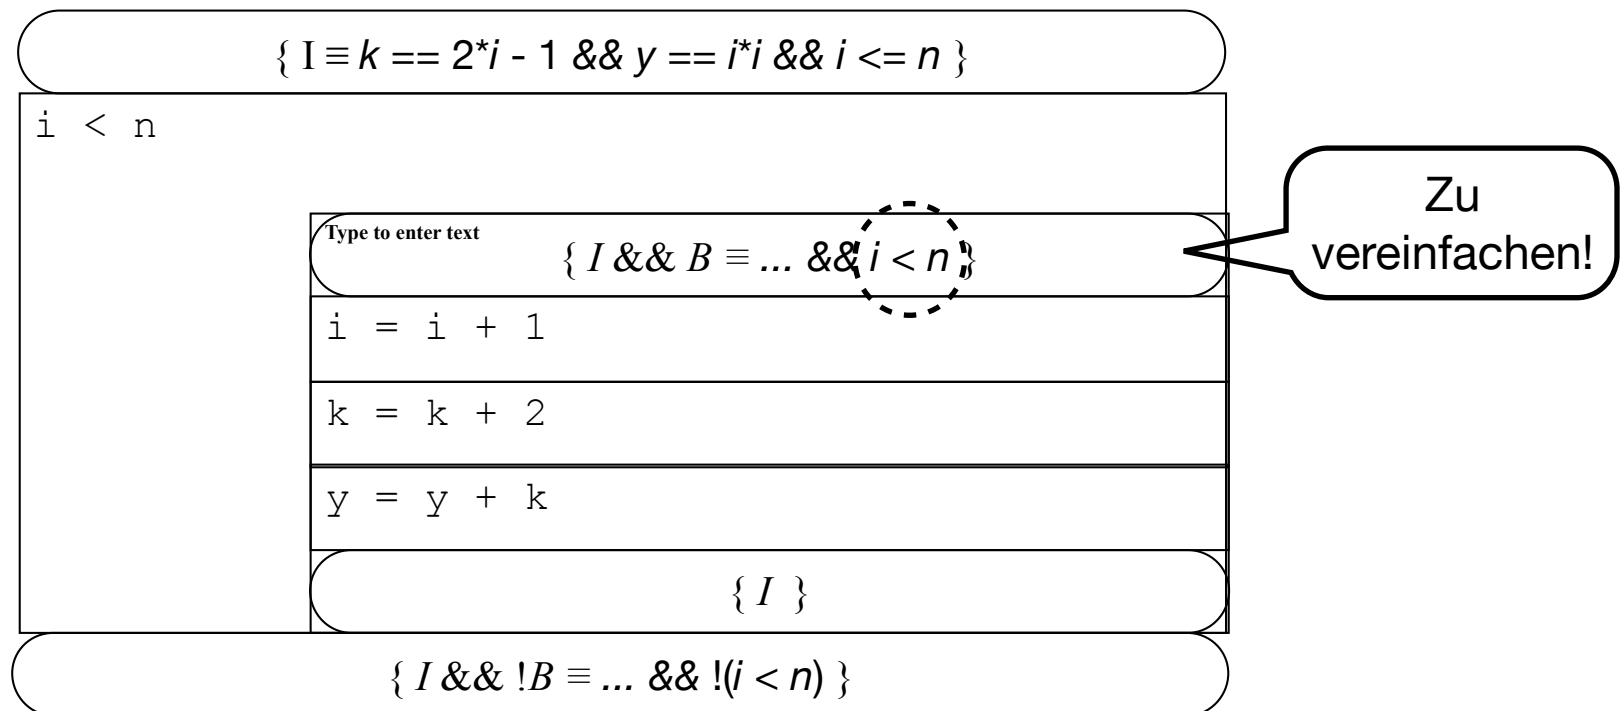 { I ≡ k == 2*i - 1 && y == i*i && i <= n }
i < n
Type to enter text
{ I && B ≡ ... && i < n }
Zu
vereinfachen!
i = i + 1
k = k + 2
y = y + k
{ I }
{ I && !B ≡ ... && !(i < n) }